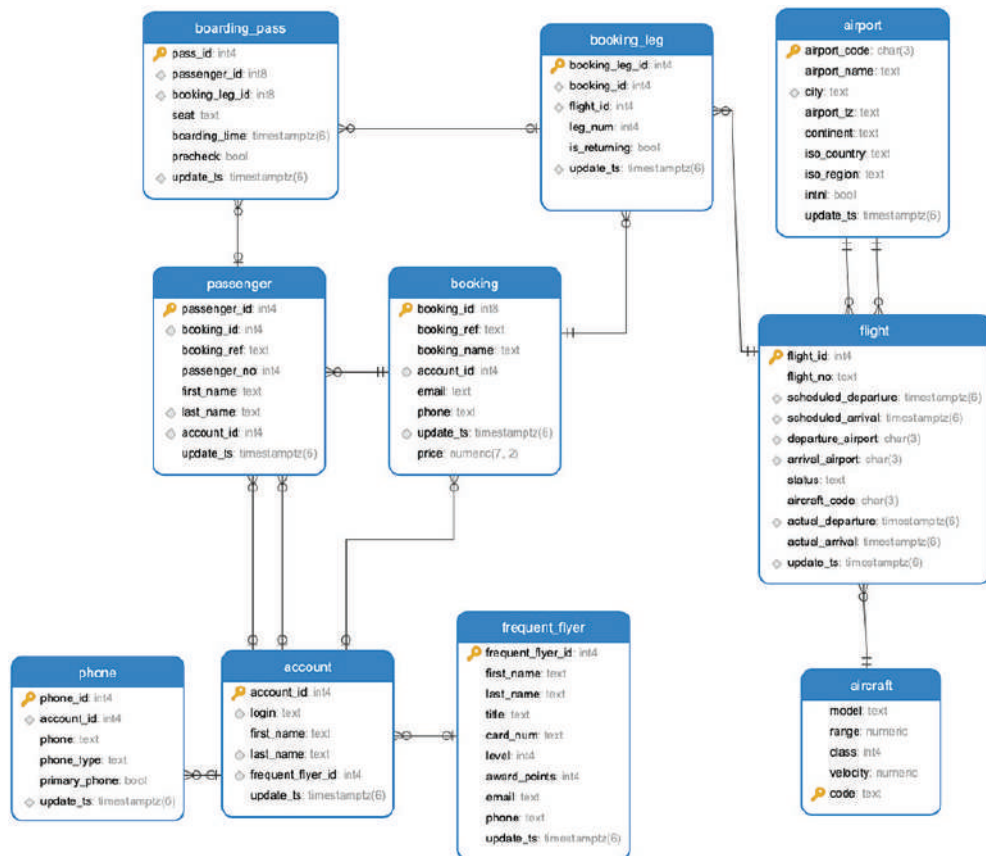 boarding_pass
pass_id: int4
passenger_id: int8
booking_leg_id: int8
seat: text
boarding_time: timestamptz(6)
precheck: bool
update_ts: timestamptz(6)
booking_leg
booking_leg_id: int4
booking_id: int4
flight_id: int4
leg_num: int4
is_returning: bool
update_ts: timestamptz(6)
airport
airport_code: char(3)
airport_name: text
city: text
airport_tz: text
continent: text
iso_country: text
iso_region: text
intnl: bool
update_ts: timestamptz(6)
passenger
passenger_id: int4
booking_id: int4
booking_ref: text
passenger_no: int4
first_name: text
last_name: text
account_id: int4
update_ts: timestamptz(6)
booking
booking_id: int8
booking_ref: text
booking_name: text
account_id: int4
email: text
phone: text
update_ts: timestamptz(6)
price: numeric(7, 2)
flight
flight_id: int4
flight_no: text
scheduled_departure: timestamptz(6)
scheduled_arrival: timestamptz(6)
departure_airport: char(3)
arrival_airport: char(3)
status: text
aircraft_code: char(3)
actual_departure: timestamptz(6)
actual_arrival: timestamptz(6)
update_ts: timestamptz(6)
phone
phone_id: int4
account_id: int4
phone: text
phone_type: text
primary_phone: bool
update_ts: timestamptz(6)
account
account_id: int4
login: text
first_name: text
last_name: text
frequent_flyer_id: int4
update_ts: timestamptz(6)
frequent_flyer
frequent_flyer_id: int4
first_name: text
last_name: text
title: text
card_num: text
level: int4
award_points: int4
email: text
phone: text
update_ts: timestamptz(6)
aircraft
model: text
range: numeric
class: int4
velocity: numeric
code: text